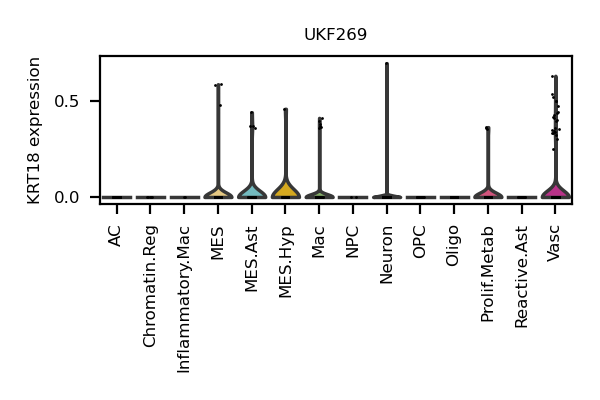 UKF269
KRT18 expression
0.5
0.0
AC
Chromatin.Reg
Inflammatory.Mac
MES
MES.Ast
MES.Hyp
Mac
NPC
Neuron
OPC
Oligo
Prolif.Metab
Reactive.Ast
Vasc